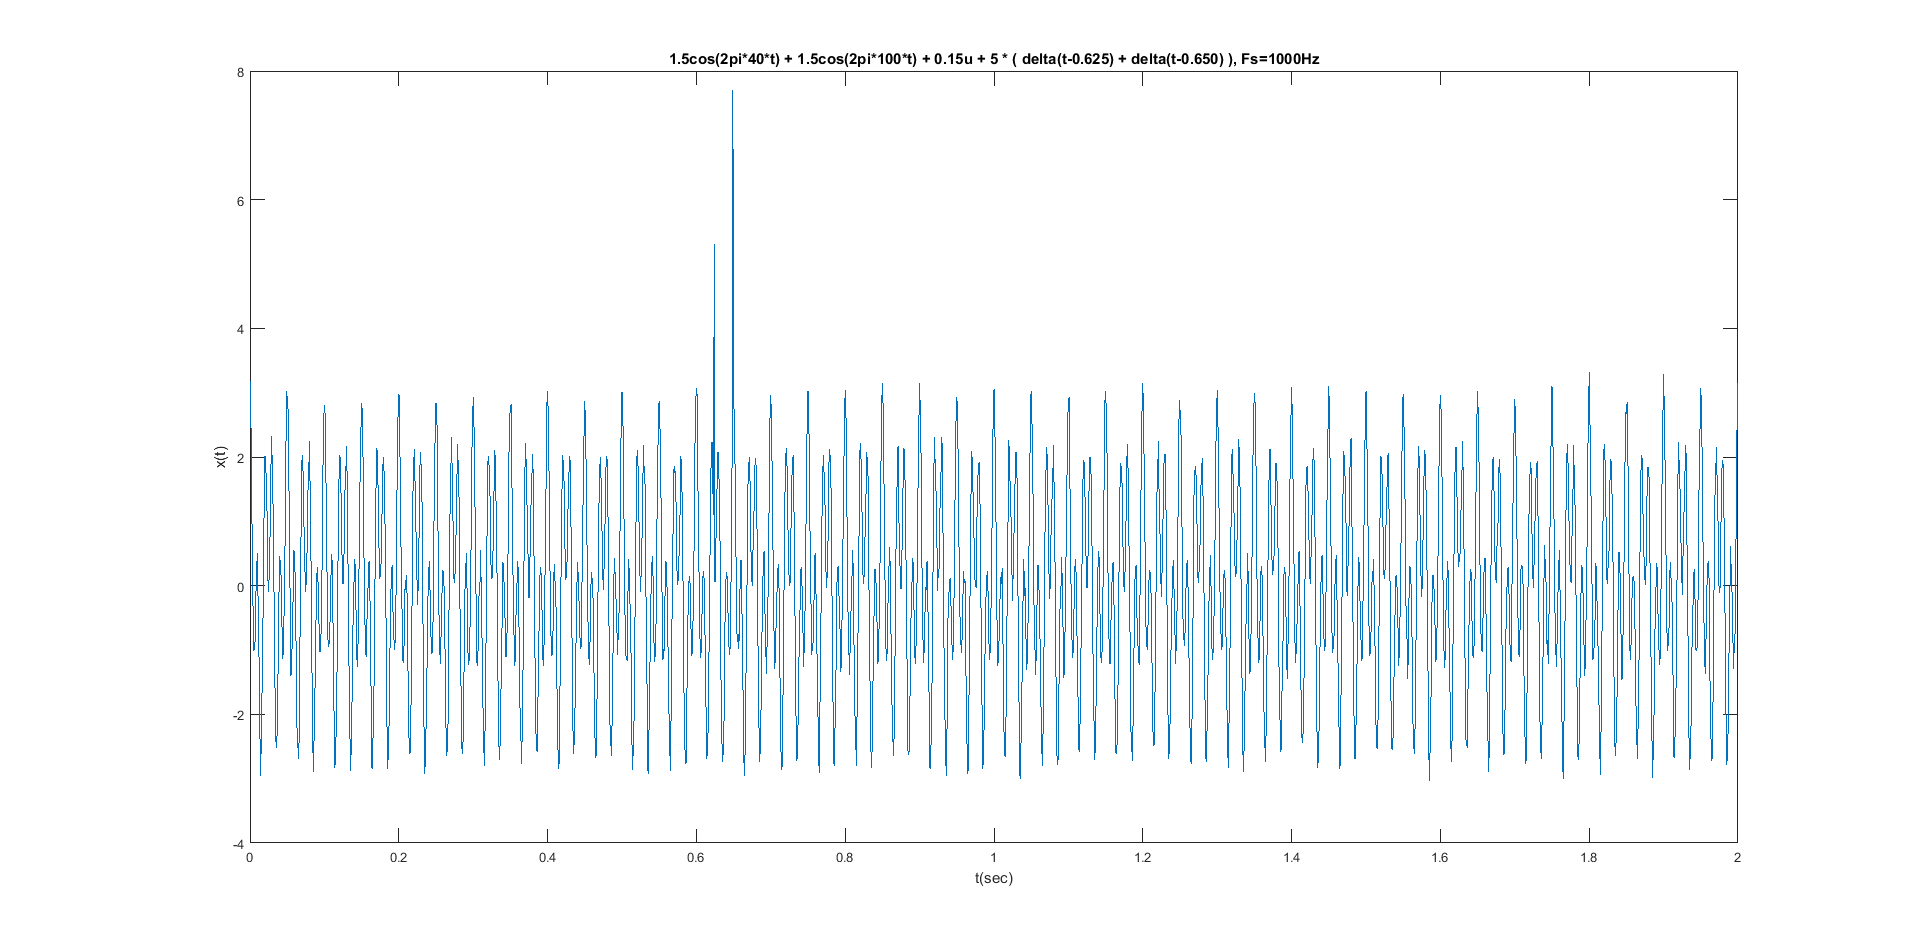 1.5cos(2pi*40*t) + 1.5cos(2pi*100*t) + 0.15u + 5 * ( delta(t-0.625) + delta(t-0.650) ), Fs=1000Hz
8
6
4
2
0
-2
-4
x(t)
0 0.2 0.4 0.6 0.8 1 1.2 1.4 1.6 1.8 2
t(sec)